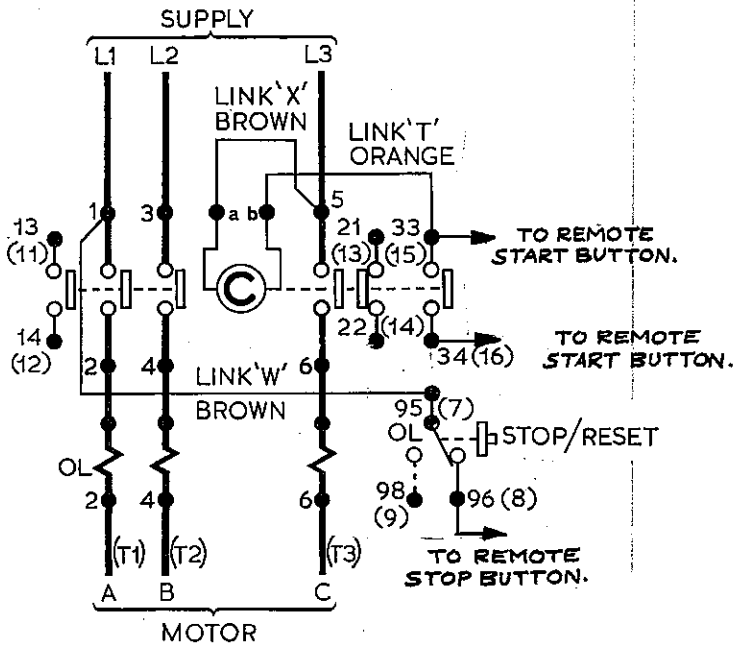 SUPPLY
L1 L2 L3
LINK 'X'
BROWN
LINK 'T'
ORANGE
1 3 a b 5
13
(11)
21
(13)
33
(15)
TO REMOTE
START BUTTON.
C
14
(12)
22
(14)
34 (16)
TO REMOTE
START BUTTON.
2 4 6
LINK 'W'
BROWN
95 (7)
OL
STOP/RESET
OL
2 4 6
98
(9)
96 (8)
TO REMOTE
STOP BUTTON.
(T1) (T2) (T3)
A B C
MOTOR